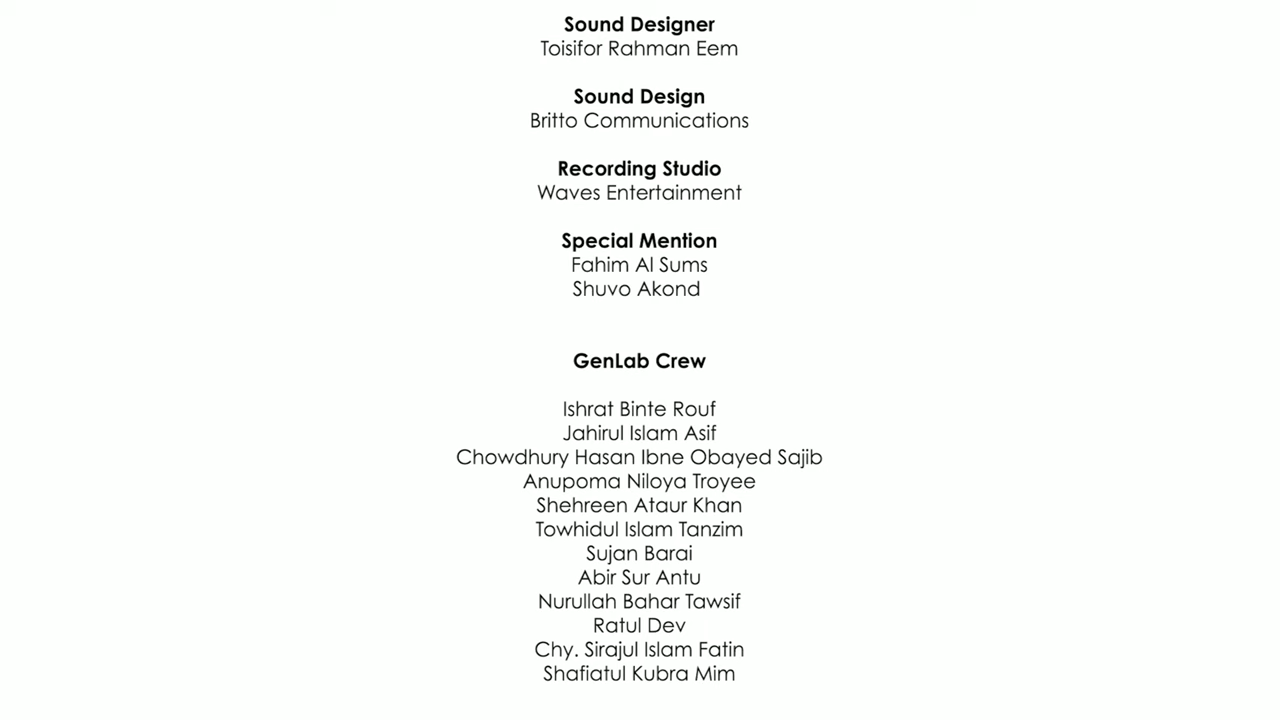 Sound Designer
Toisifor Rahman Eem
Sound Design
Britto Communications
Recording Studio
Waves Entertainment
Special Mention
Fahim Al Sums
Shuvo Akond
GenLab Crew
Ishrat Binte Rouf
Jahirul Islam Asif
Chowdhury Hasan Ibne Obayed Sajib
Anupoma Niloya Troyee
Shehreen Ataur Khan
Towhidul Islam Tanzim
Sujan Barai
Abir Sur Antu
Nurullah Bahar Tawsif
Ratul Dev
Chy. Sirajul Islam Fatin
Shafiatul Kubra Mim